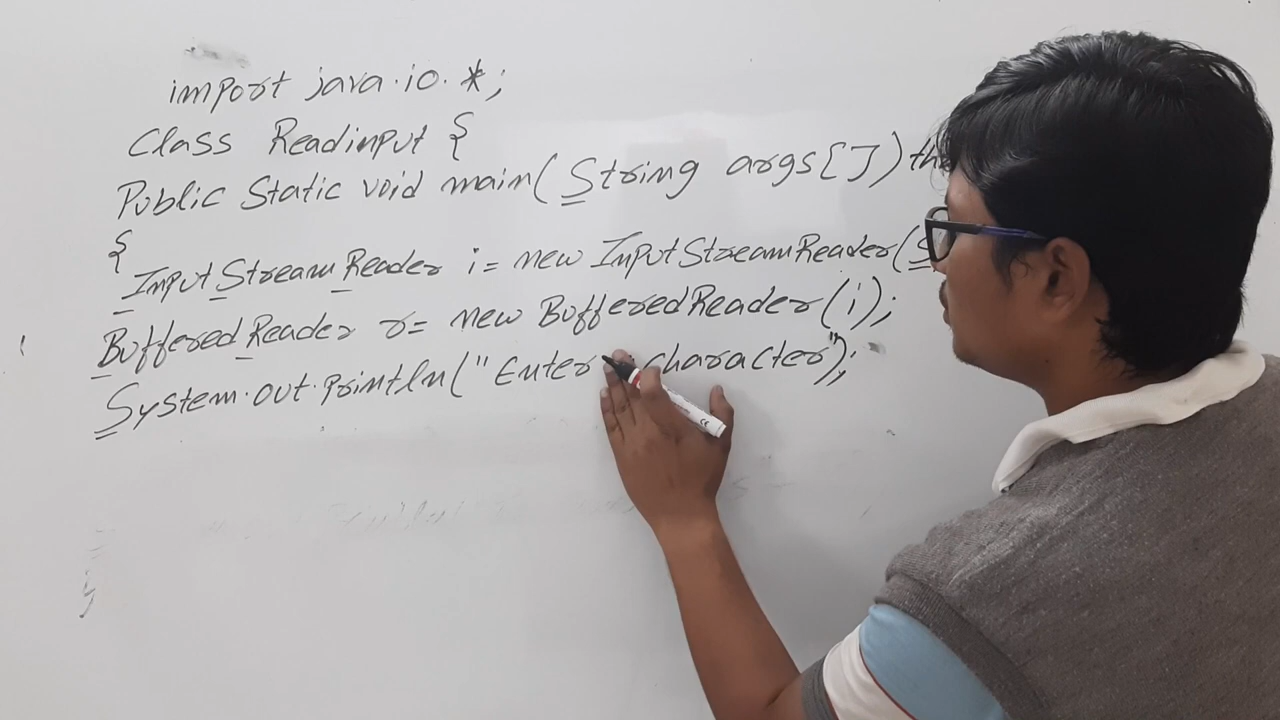 import java.io.*;
Class Readinput {
Public Static void main(String args[])
{
InputStreamReader i= new InputStreamReader(
BufferedReader r= new BufferedReader(i);
System.out.println("Enter character");
}